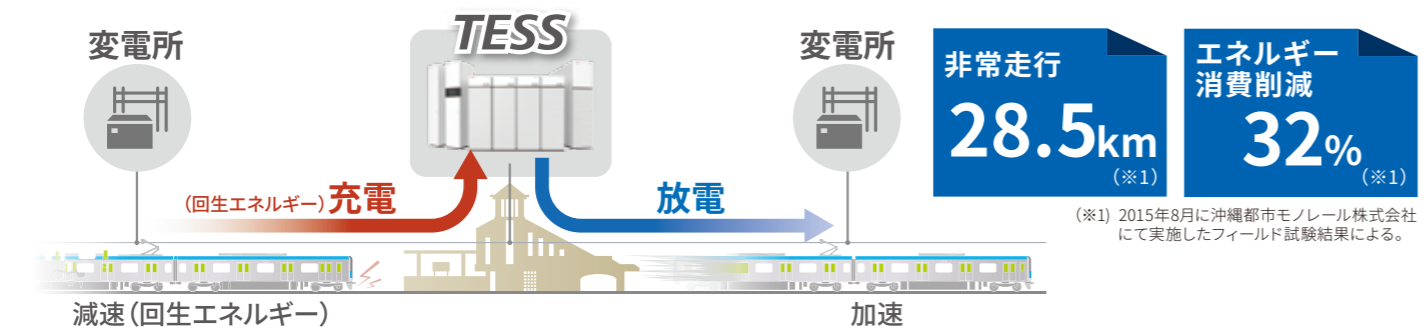 TESS
変電所
変電所
(回生エネルギー)充電
放電
減速(回生エネルギー)
加速
非常走行
28.5km
(※1)
エネルギー
消費削減
32%
(※1)
(※1) 2015年8月に沖縄都市モノレール株式会社
にて実施したフィールド試験結果による。